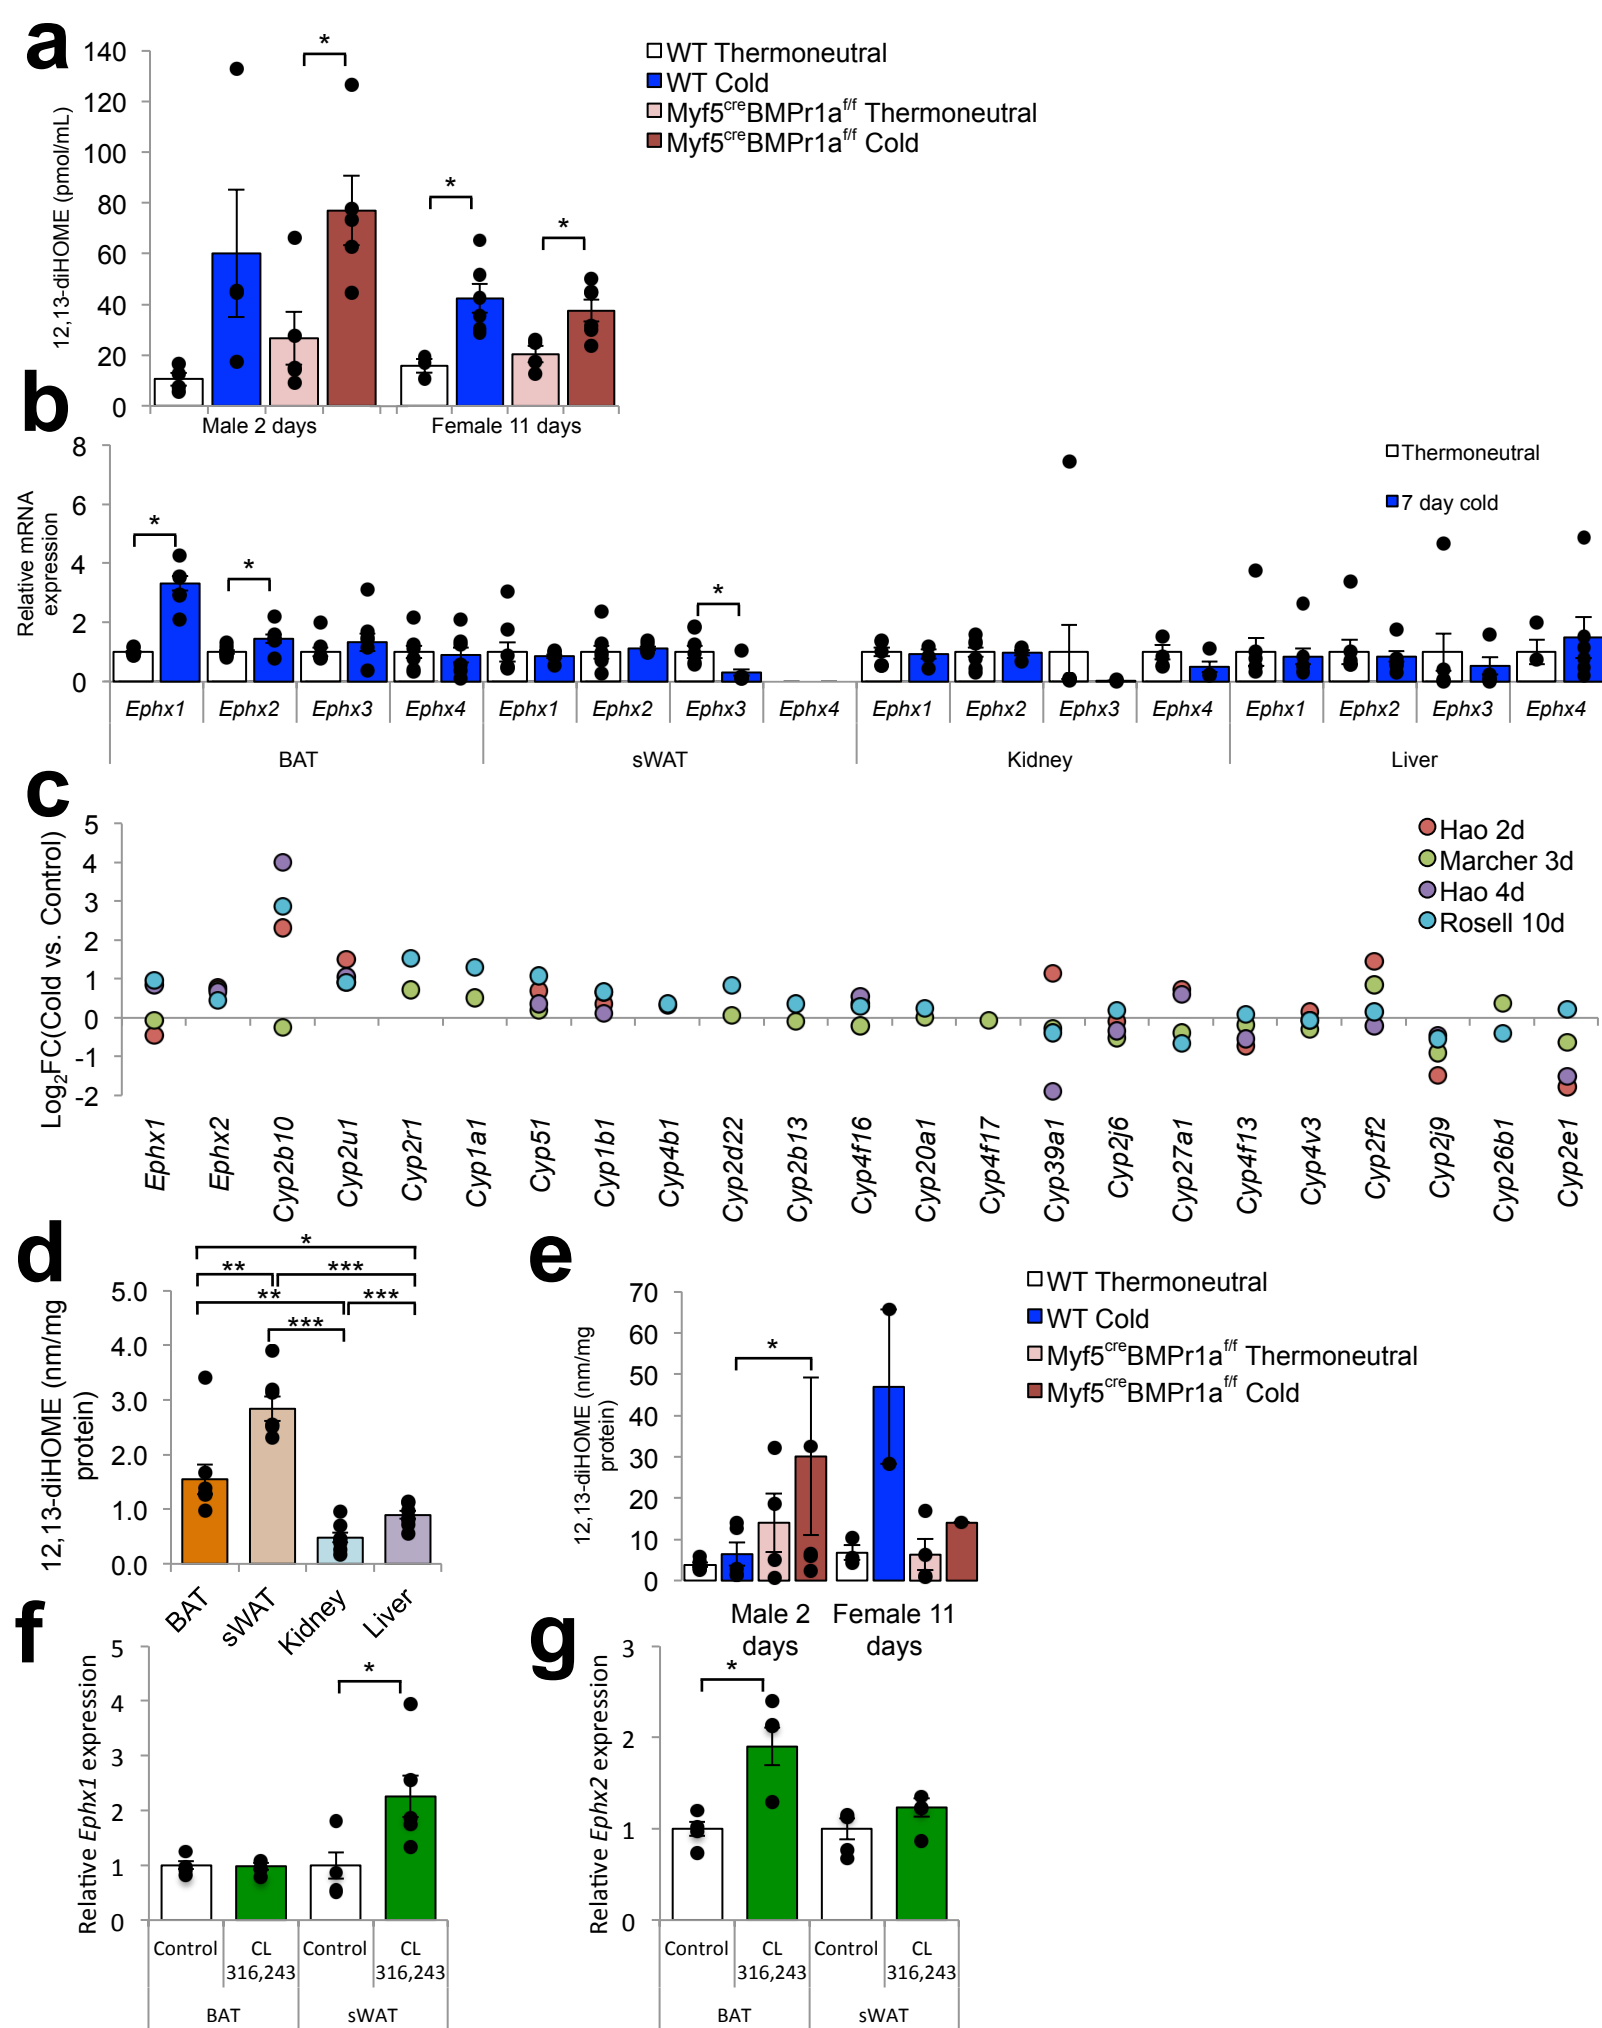 a
140
120
100
80
60
40
20
0
12,13-diHOME (pmol/mL)
*
*
*
Male 2 days
Female 11 days
WT Thermoneutral
WT Cold
Myf5creBMPr1af/f Thermoneutral
Myf5creBMPr1af/f Cold
b
8
6
4
2
0
Relative mRNA
expression
*
*
*
Thermoneutral
7 day cold
Ephx1 Ephx2 Ephx3 Ephx4 Ephx1 Ephx2 Ephx3 Ephx4 Ephx1 Ephx2 Ephx3 Ephx4 Ephx1 Ephx2 Ephx3 Ephx4
BAT sWAT Kidney Liver
c
5
4
3
2
1
0
-1
-2
Log2FC(Cold vs. Control)
Hao 2d
Marcher 3d
Hao 4d
Rosell 10d
Ephx1
Ephx2
Cyp2b10
Cyp2u1
Cyp2r1
Cyp1a1
Cyp51
Cyp1b1
Cyp4b1
Cyp2d22
Cyp2b13
Cyp4f16
Cyp20a1
Cyp4f17
Cyp39a1
Cyp2j6
Cyp27a1
Cyp4f13
Cyp4v3
Cyp2f2
Cyp2j9
Cyp26b1
Cyp2e1
d
*
** ***
** ***
***
5.0
4.0
3.0
2.0
1.0
0.0
12,13-diHOME (nm/mg
protein)
BAT
sWAT
Kidney
Liver
e
70
60
50
40
30
20
10
0
12,13-diHOME (nm/mg
protein)
*
Male 2
days
Female 11
days
WT Thermoneutral
WT Cold
Myf5creBMPr1af/f Thermoneutral
Myf5creBMPr1af/f Cold
f
5
4
3
2
1
0
Relative Ephx1 expression
*
Control
CL
316,243
Control
CL
316,243
BAT
sWAT
g
3
2
1
0
Relative Ephx2 expression
*
Control
CL
316,243
Control
CL
316,243
BAT
sWAT